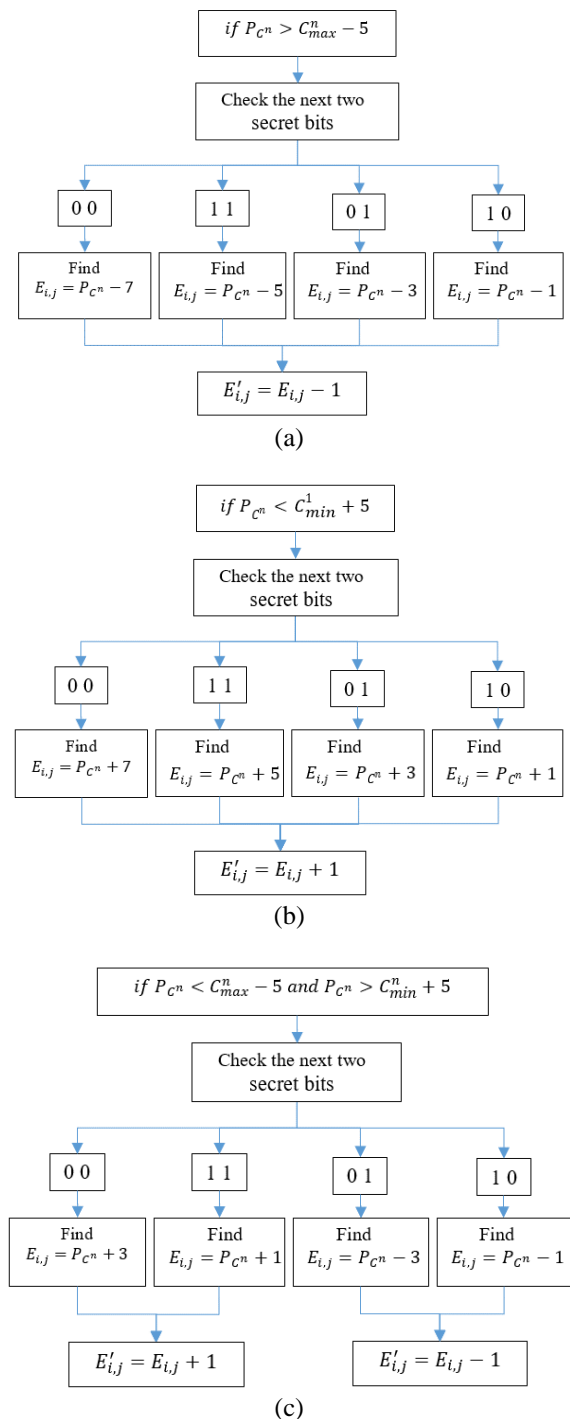 if P_{C^n} > C^n_{max} − 5
Check the next two
secret bits
0 0
1 1
0 1
1 0
Find
E_{i,j} = P_{C^n} − 7
Find
E_{i,j} = P_{C^n} − 5
Find
E_{i,j} = P_{C^n} − 3
Find
E_{i,j} = P_{C^n} − 1
E'_{i,j} = E_{i,j} − 1
(a)
if P_{C^n} < C^1_{min} + 5
Check the next two
secret bits
0 0
1 1
0 1
1 0
Find
E_{i,j} = P_{C^n} + 7
Find
E_{i,j} = P_{C^n} + 5
Find
E_{i,j} = P_{C^n} + 3
Find
E_{i,j} = P_{C^n} + 1
E'_{i,j} = E_{i,j} + 1
(b)
if P_{C^n} < C^n_{max} − 5 and P_{C^n} > C^n_{min} + 5
Check the next two
secret bits
0 0
1 1
0 1
1 0
Find
E_{i,j} = P_{C^n} + 3
Find
E_{i,j} = P_{C^n} + 1
Find
E_{i,j} = P_{C^n} − 3
Find
E_{i,j} = P_{C^n} − 1
E'_{i,j} = E_{i,j} + 1
E'_{i,j} = E_{i,j} − 1
(c)